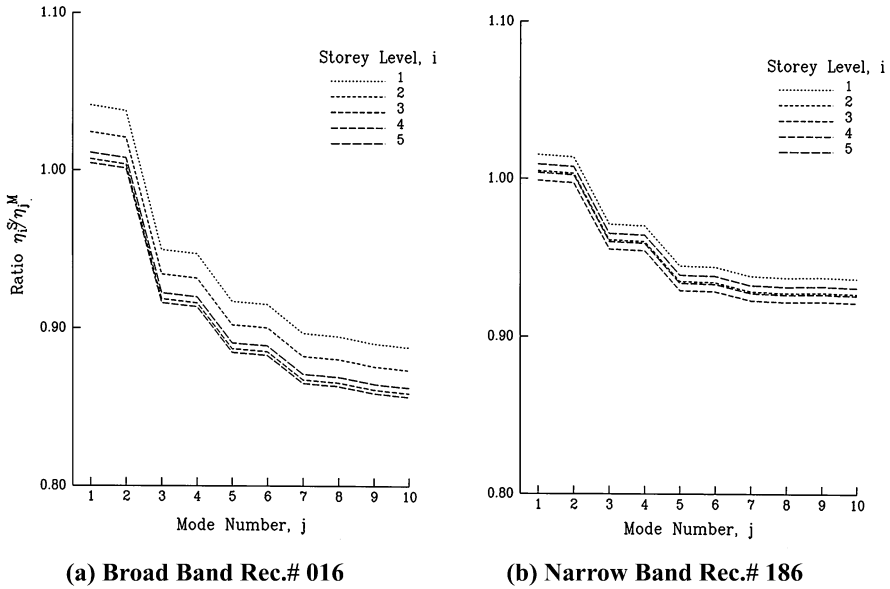 1.10
1.00
0.90
0.80
Ratio η_i^S/η_j^M
Storey Level, i
1
2
3
4
5
1 2 3 4 5 6 7 8 9 10
Mode Number, j
(a) Broad Band Rec.# 016
1.10
1.00
0.90
0.80
Storey Level, i
1
2
3
4
5
1 2 3 4 5 6 7 8 9 10
Mode Number, j
(b) Narrow Band Rec.# 186